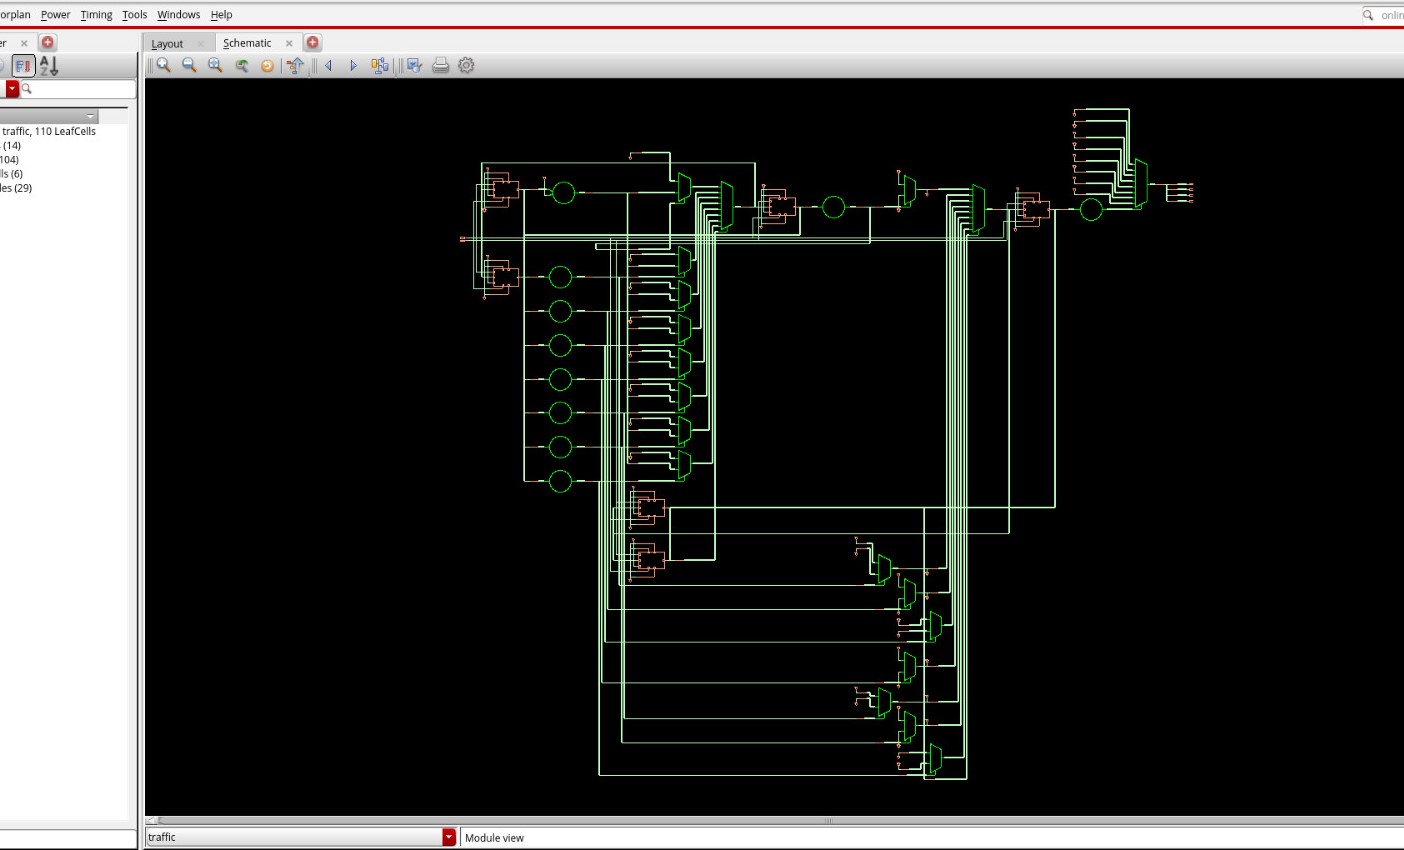 orplan Power Timing Tools Windows Help
onlin
er
Layout
Schematic
traffic, 110 LeafCells
s (14)
104)
lls (6)
les (29)
traffic
Module view